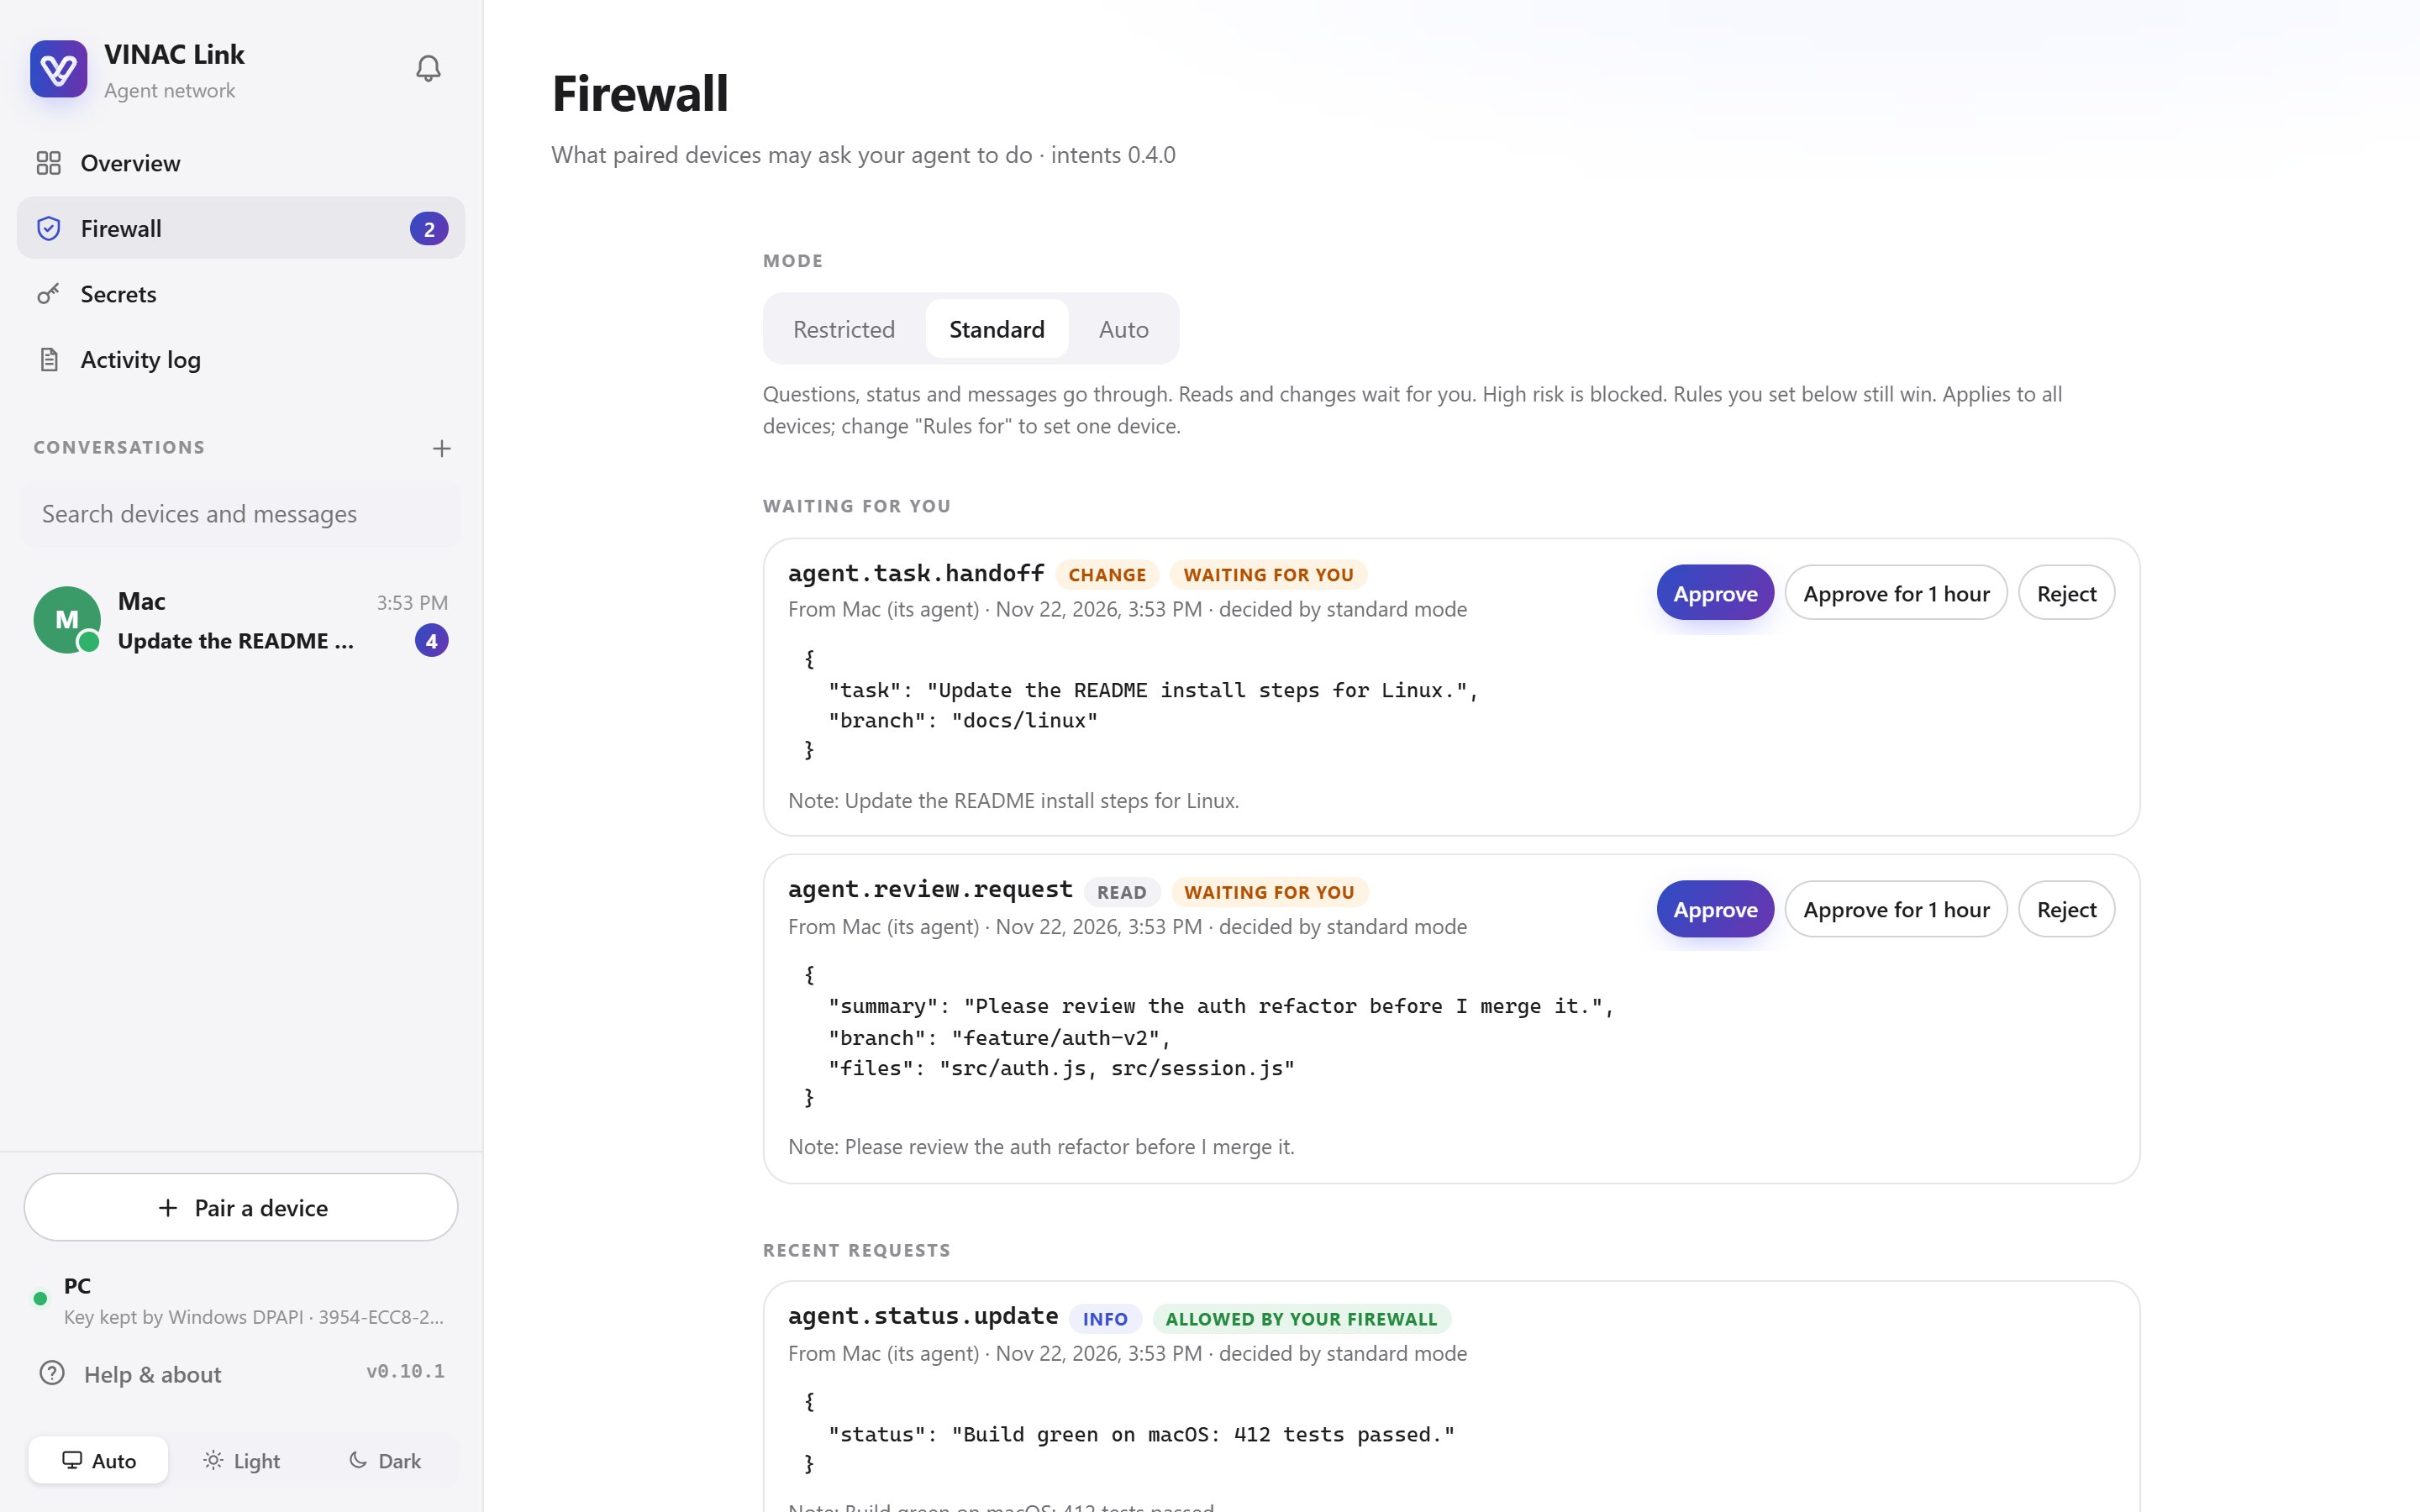 VINAC Link
Agent network
Overview
Firewall
2
Secrets
Activity log
CONVERSATIONS
Search devices and messages
M
Mac
3:53 PM
Update the README ...
4
Pair a device
PC
Key kept by Windows DPAPI · 3954-ECC8-2...
Help & about
v0.10.1
Auto
Light
Dark
Firewall
What paired devices may ask your agent to do · intents 0.4.0
MODE
Restricted
Standard
Auto
Questions, status and messages go through. Reads and changes wait for you. High risk is blocked. Rules you set below still win. Applies to all
devices; change "Rules for" to set one device.
WAITING FOR YOU
agent.task.handoff CHANGE WAITING FOR YOU
Approve
Approve for 1 hour
Reject
From Mac (its agent) · Nov 22, 2026, 3:53 PM · decided by standard mode
{
"task": "Update the README install steps for Linux.",
"branch": "docs/linux"
}
Note: Update the README install steps for Linux.
agent.review.request READ WAITING FOR YOU
Approve
Approve for 1 hour
Reject
From Mac (its agent) · Nov 22, 2026, 3:53 PM · decided by standard mode
{
"summary": "Please review the auth refactor before I merge it.",
"branch": "feature/auth-v2",
"files": "src/auth.js, src/session.js"
}
Note: Please review the auth refactor before I merge it.
RECENT REQUESTS
agent.status.update INFO ALLOWED BY YOUR FIREWALL
From Mac (its agent) · Nov 22, 2026, 3:53 PM · decided by standard mode
{
"status": "Build green on macOS: 412 tests passed."
}
Note: Build green on macOS: 412 tests passed.